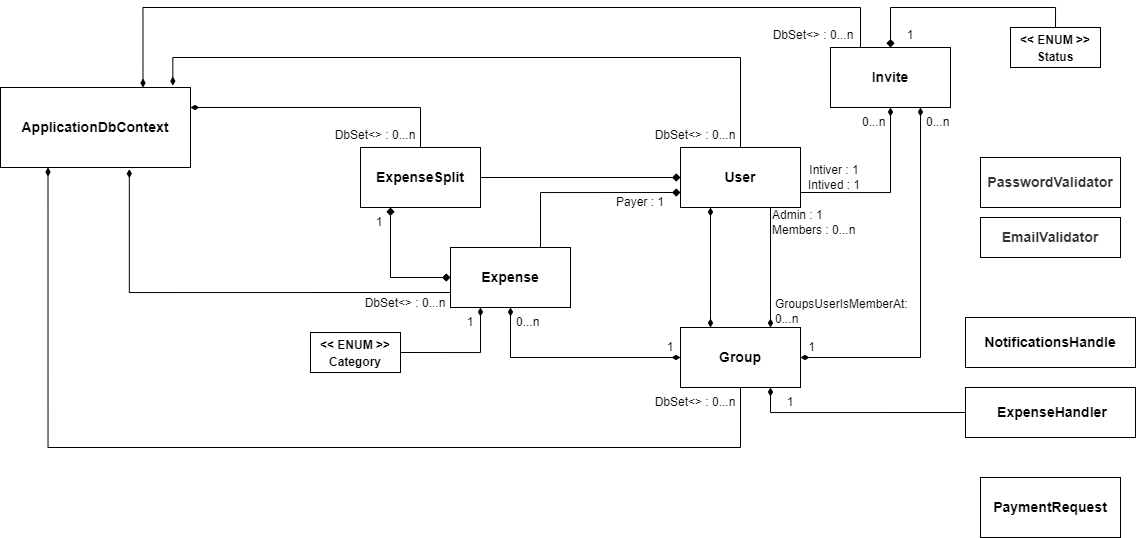 DbSet<> : 0...n
1
<< ENUM >>
Status
Invite
ApplicationDbContext
0...n
0...n
DbSet<> : 0...n
DbSet<> : 0...n
ExpenseSplit
User
Intiver : 1
Intived : 1
PasswordValidator
Payer : 1
1
Admin : 1
Members : 0...n
EmailValidator
Expense
DbSet<> : 0...n
GroupsUserIsMemberAt:
0...n
1
0...n
<< ENUM >>
Category
1
Group
1
NotificationsHandle
DbSet<> : 0...n
1
ExpenseHandler
PaymentRequest